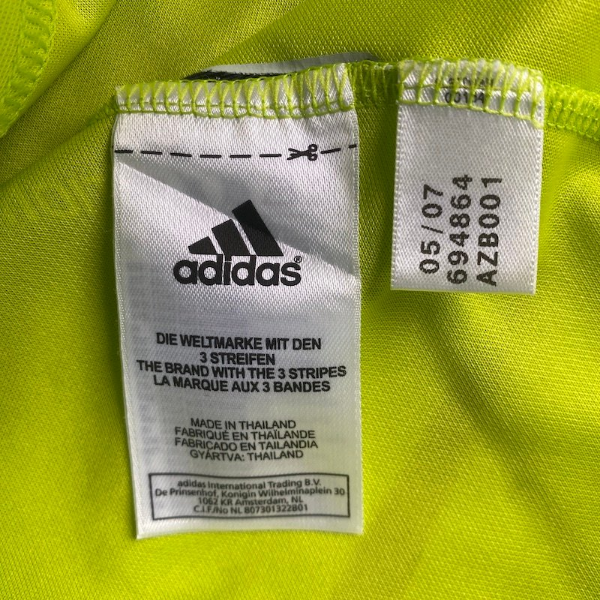 adidas®
DIE WELTMARKE MIT DEN
3 STREIFEN
THE BRAND WITH THE 3 STRIPES
LA MARQUE AUX 3 BANDES
MADE IN THAILAND
FABRIQUÉ EN THAÏLANDE
FABRICADO EN TAILANDIA
GYÁRTVA: THAILAND
adidas International Trading B.V.
De Prinsenhof, Konigin Wilhelminaplein 30
1062 KR Amsterdam, NL
C.I.F./No NL 807301322B01
05/07
694864
AZB001